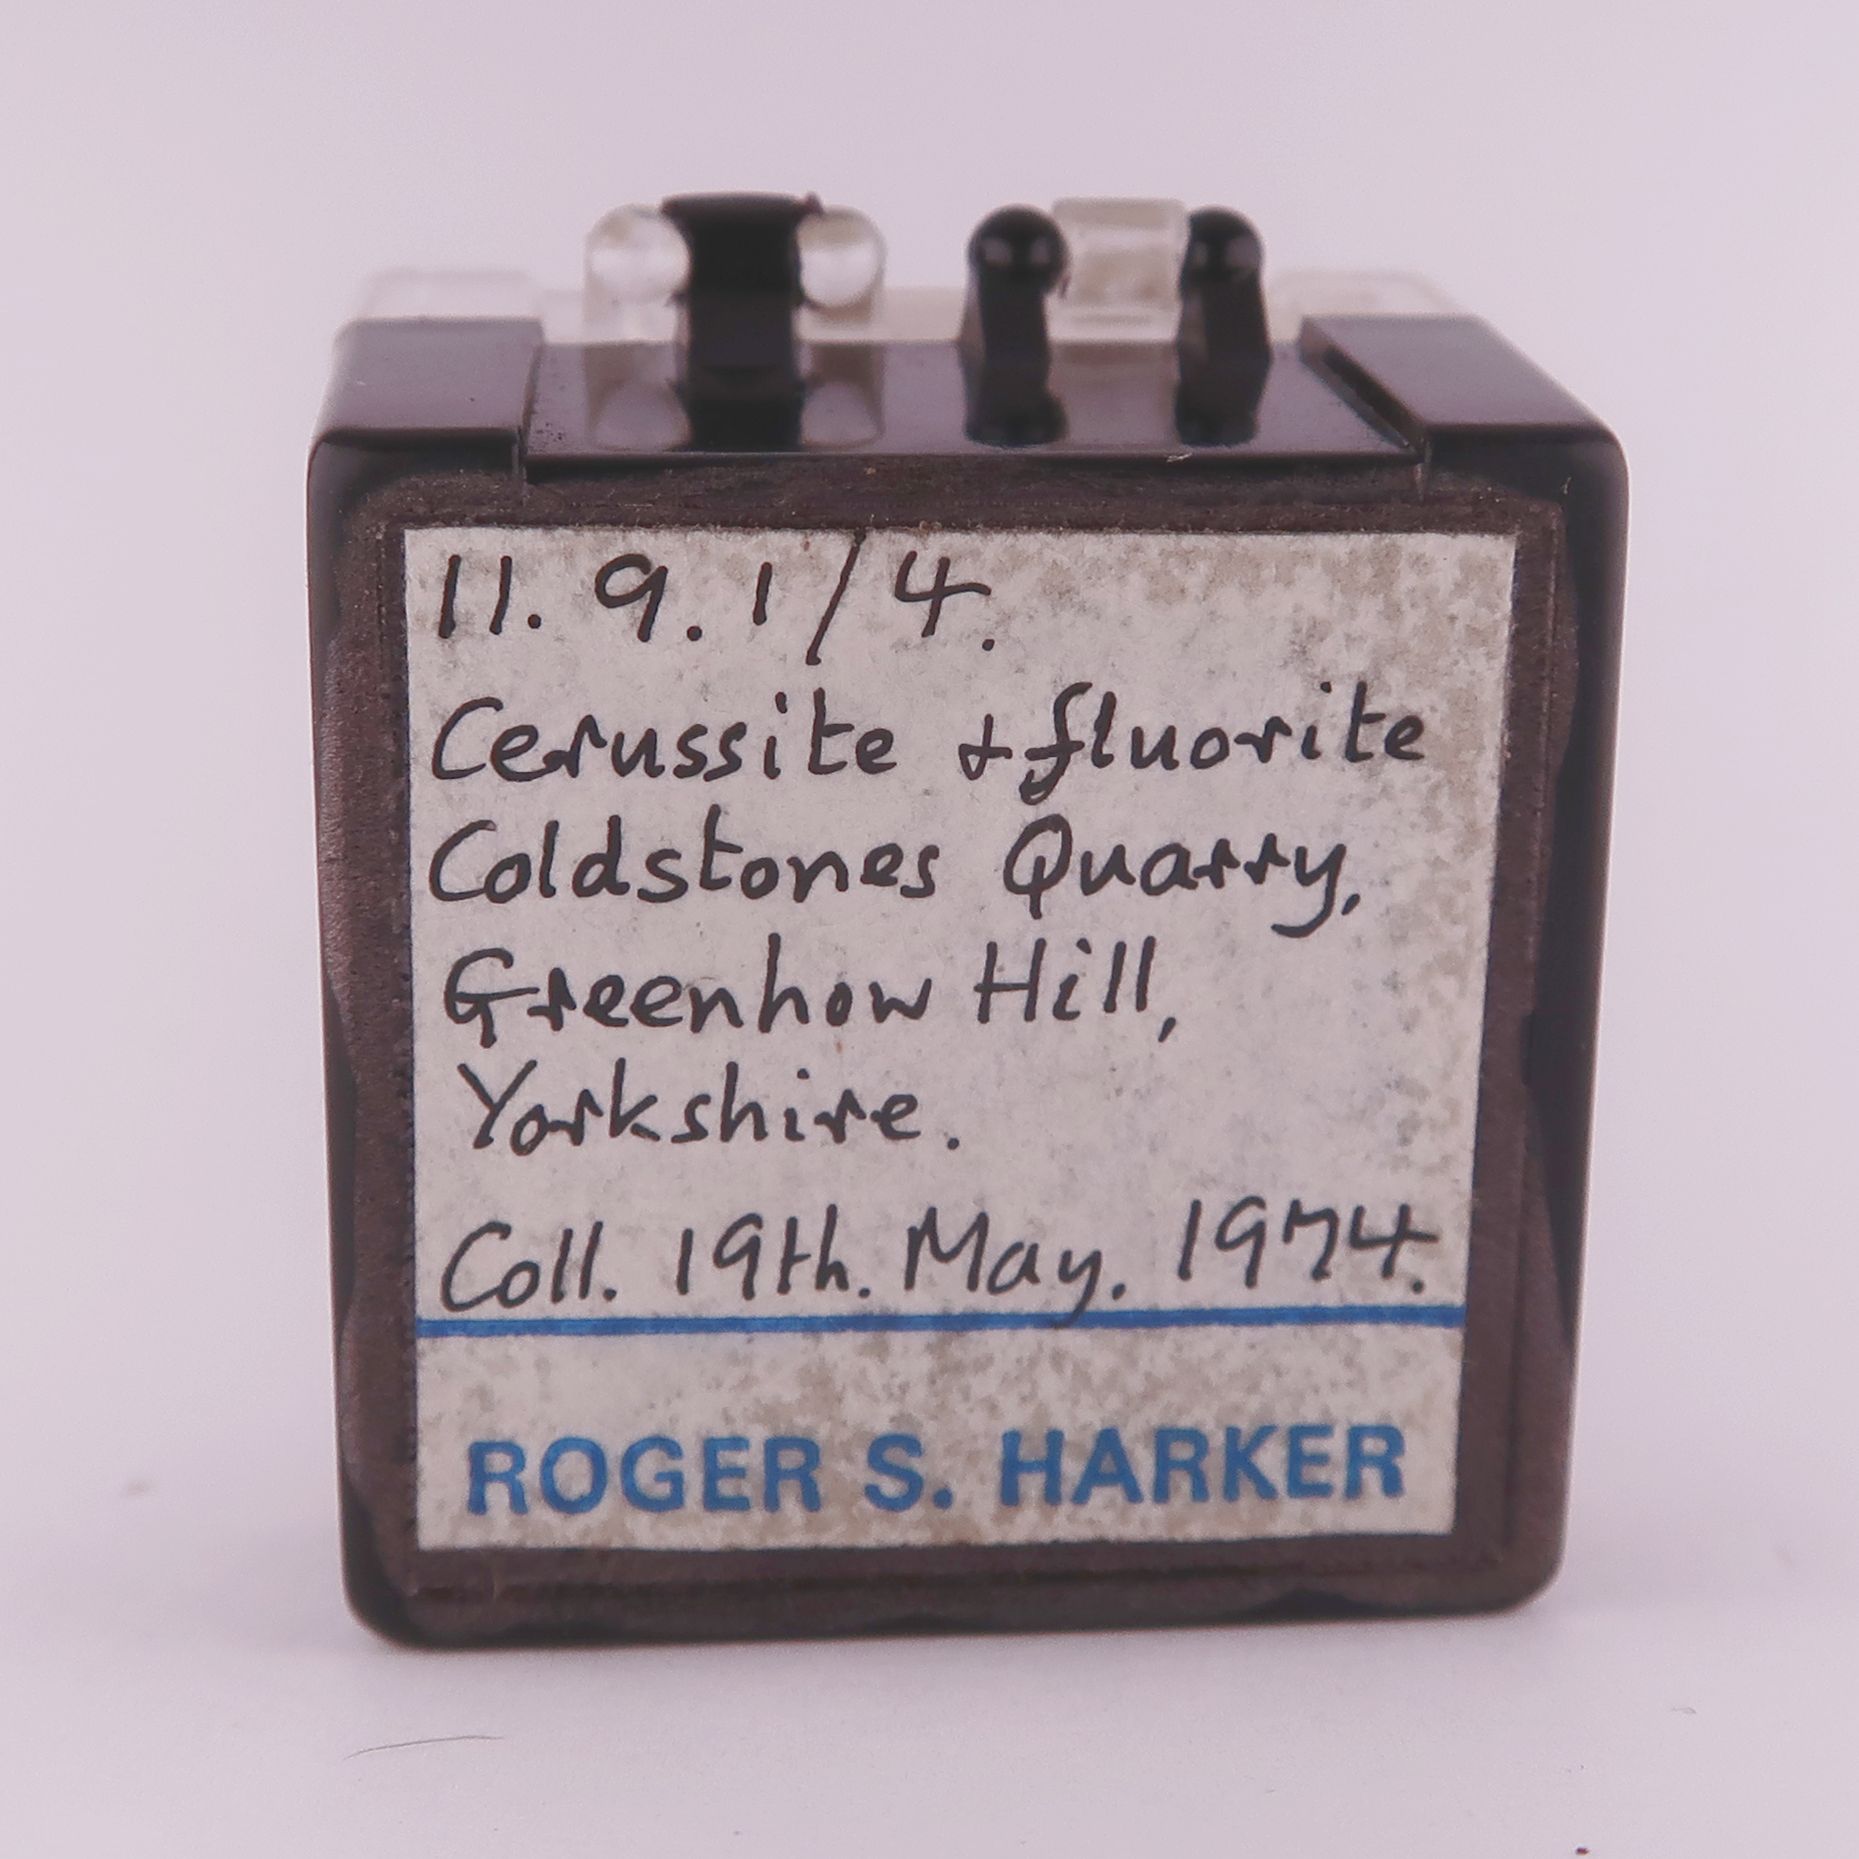 11. 9. 1/4.
Cerussite & fluorite
Coldstones Quarry,
Greenhow Hill,
Yorkshire.
Coll. 19th. May. 1974.
ROGER S. HARKER